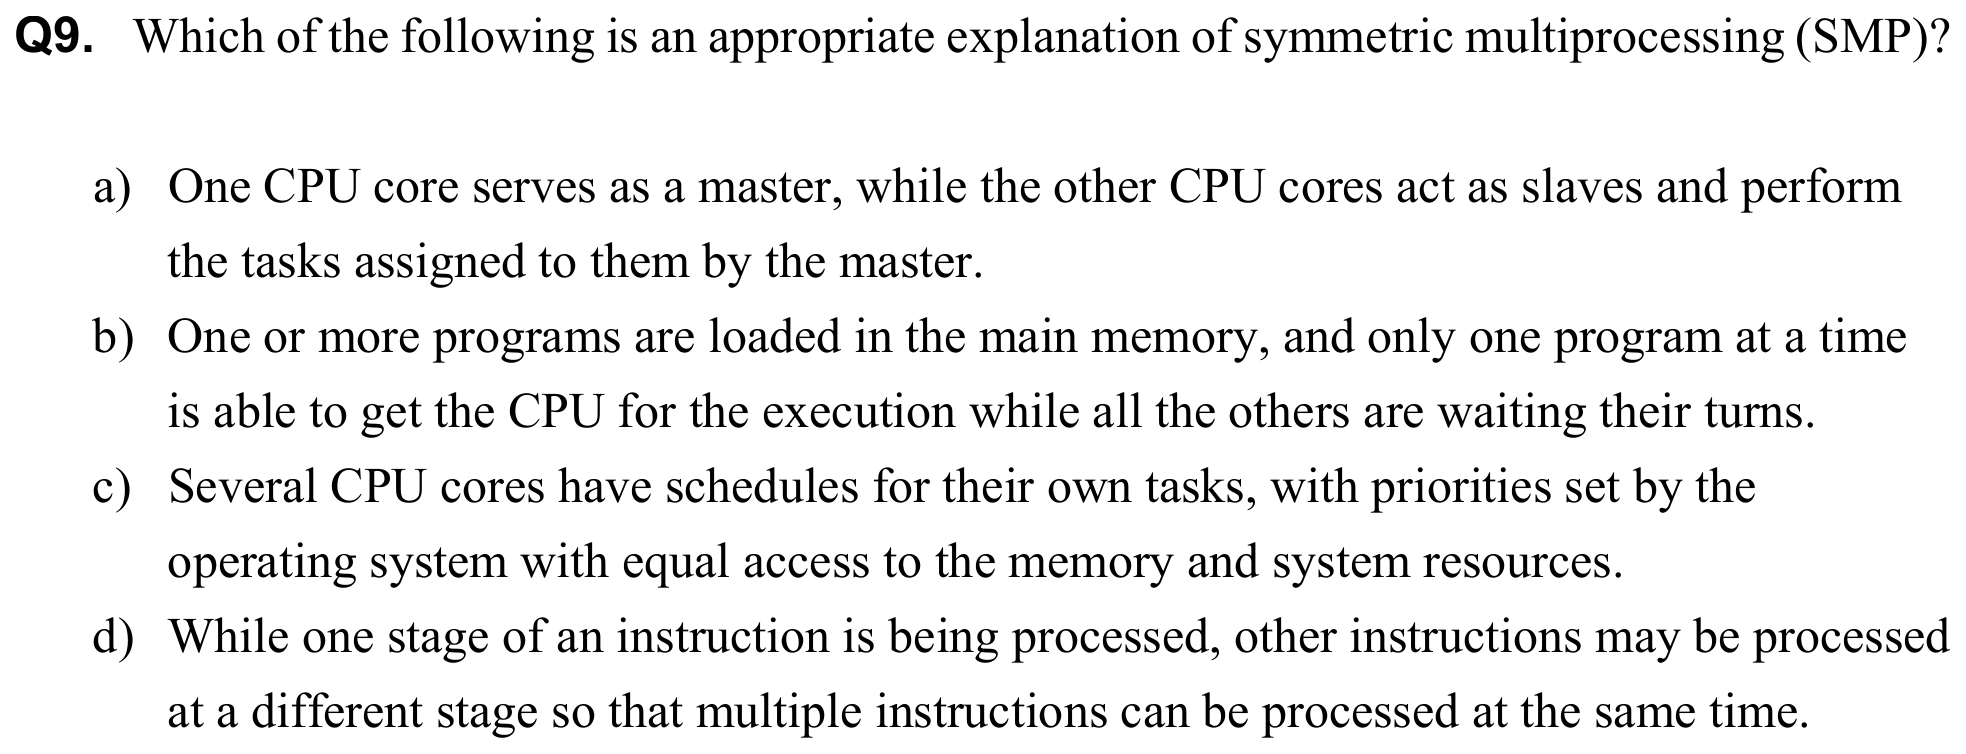 Q9. Which of the following is an appropriate explanation of symmetric multiprocessing (SMP)?
a) One CPU core serves as a master, while the other CPU cores act as slaves and perform
the tasks assigned to them by the master.
b) One or more programs are loaded in the main memory, and only one program at a time
is able to get the CPU for the execution while all the others are waiting their turns.
c) Several CPU cores have schedules for their own tasks, with priorities set by the
operating system with equal access to the memory and system resources.
d) While one stage of an instruction is being processed, other instructions may be processed
at a different stage so that multiple instructions can be processed at the same time.